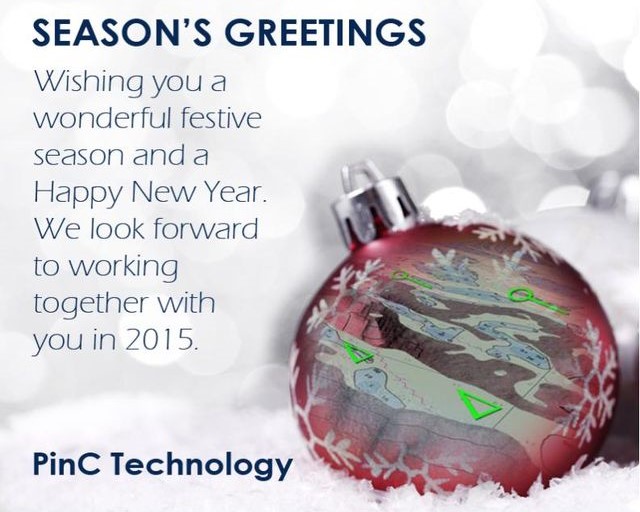 SEASON'S GREETINGS
Wishing you a
wonderful festive
season and a
Happy New Year.
We look forward
to working
together with
you in 2015.
PinC Technology